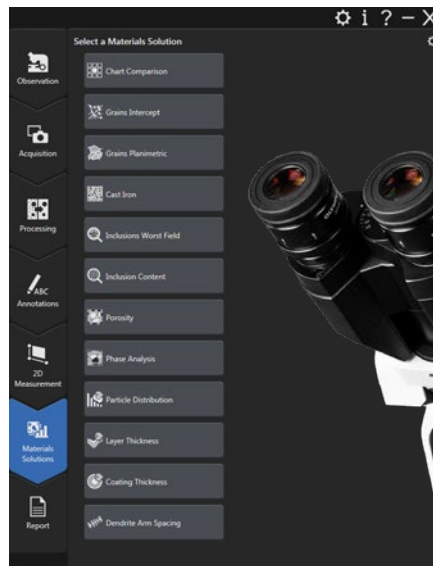 Select a Materials Solution
Observation
Acquisition
Processing
ABC
Annotations
2D
Measurement
Materials
Solutions
Report
Chart Comparison
Grains Intercept
Grains Planimetric
Cast Iron
Inclusions Worst Field
Inclusion Content
Porosity
Phase Analysis
Particle Distribution
Layer Thickness
Coating Thickness
Dendrite Arm Spacing